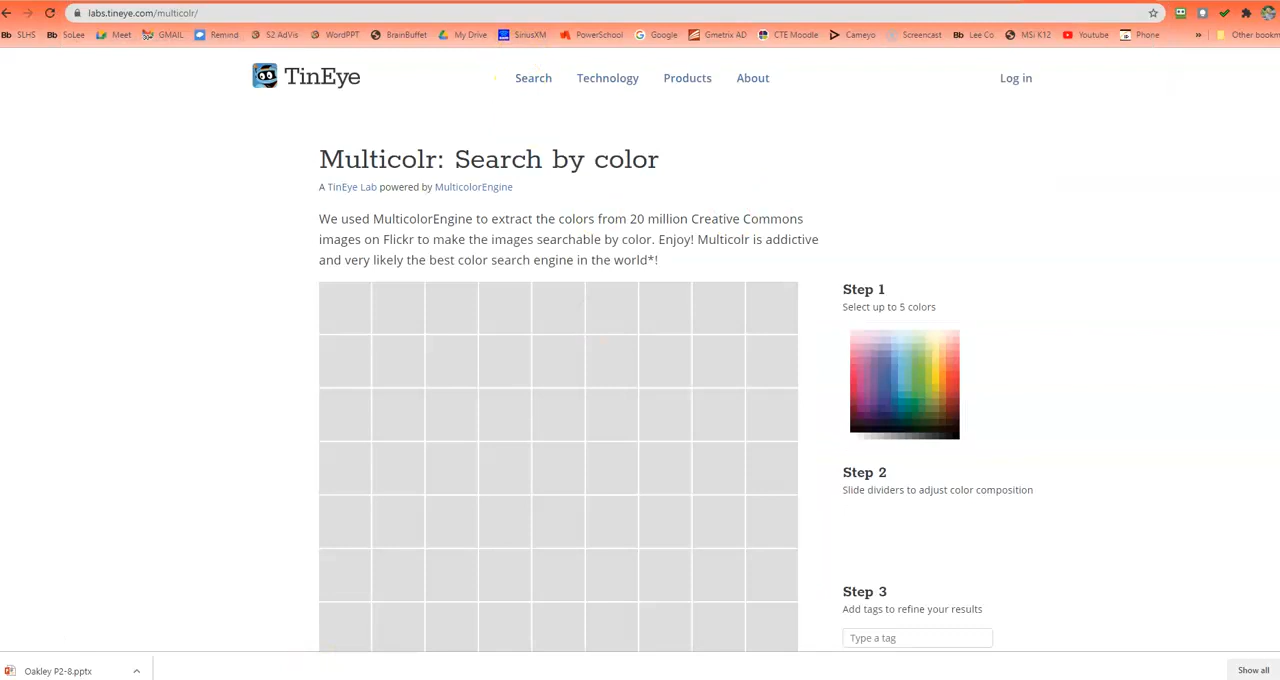 labs.tineye.com/multicolr/
Bb SLHS Bb SoLee Meet GMAIL Remind S2 AdVis WordPPT BrainBuffet My Drive SiriusXM PowerSchool Google Gmetrix AD CTE Moodle Cameyo Screencast Bb Lee Co MSi K12 Youtube Phone » Other bookm
TinEye Search Technology Products About Log in
Multicolr: Search by color
A TinEye Lab powered by MulticolorEngine
We used MulticolorEngine to extract the colors from 20 million Creative Commons
images on Flickr to make the images searchable by color. Enjoy! Multicolr is addictive
and very likely the best color search engine in the world*!
Step 1
Select up to 5 colors
Step 2
Slide dividers to adjust color composition
Step 3
Add tags to refine your results
Type a tag
Oakley P2-8.pptx
Show all